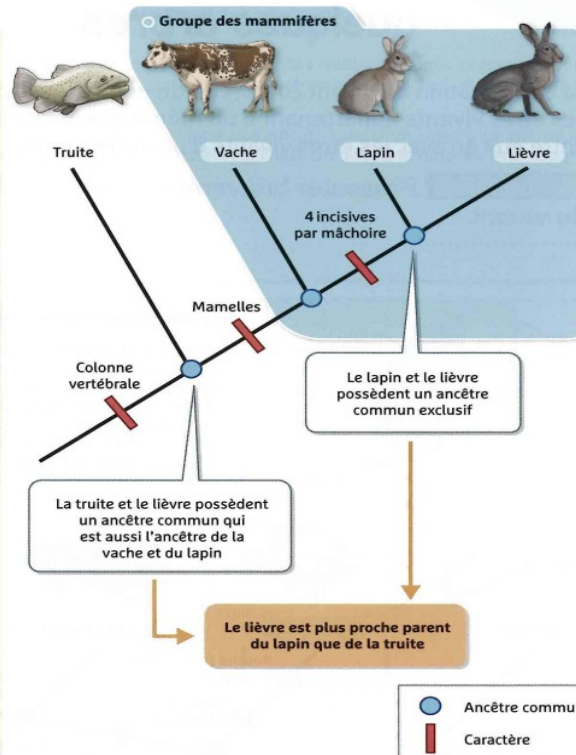 Groupe des mammifères
Truite
Vache
Lapin
Lièvre
4 incisives
par mâchoire
Mamelles
Colonne
vertébrale
Le lapin et le lièvre
possèdent un ancêtre
commun exclusif
La truite et le lièvre possèdent
un ancêtre commun qui
est aussi l'ancêtre de la
vache et du lapin
Le lièvre est plus proche parent
du lapin que de la truite
Ancêtre commu
Caractère